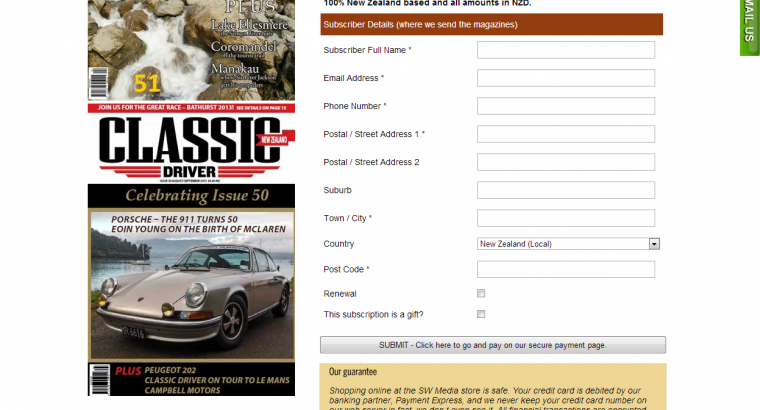 PLUS
Lake Ellesmere
Coromandel
off the tourist trail
Manakau
51
JOIN US FOR THE GREAT RACE – BATHURST 2013! SEE DETAILS ON PAGE 15
CLASSIC
NEW ZEALAND
DRIVER
Celebrating Issue 50
PORSCHE – THE 911 TURNS 50
EOIN YOUNG ON THE BIRTH OF MCLAREN
PLUS PEUGEOT 202
CLASSIC DRIVER ON TOUR TO LE MANS
CAMPBELL MOTORS
100% New Zealand based and all amounts in NZD.
Subscriber Details (where we send the magazines)
Subscriber Full Name *
Email Address *
Phone Number *
Postal / Street Address 1 *
Postal / Street Address 2
Suburb
Town / City *
Country New Zealand (Local)
Post Code *
Renewal
This subscription is a gift?
SUBMIT - Click here to go and pay on our secure payment page.
Our guarantee
Shopping online at the SW Media store is safe. Your credit card is debited by our
banking partner, Payment Express, and we never keep your credit card number on
our web server in fact, we don't even see it. All financial transactions are encrypted
MAIL US